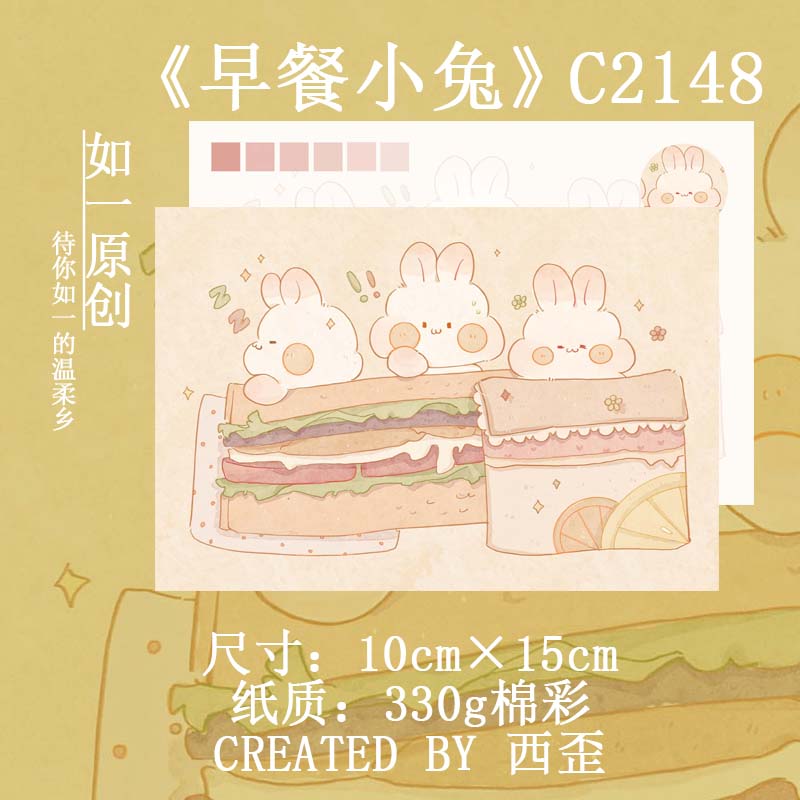 《早餐小兔》C2148
如一原创
待你如一的温柔乡
zz
!!
尺寸：10cm×15cm
纸质：330g棉彩
CREATED BY 西歪